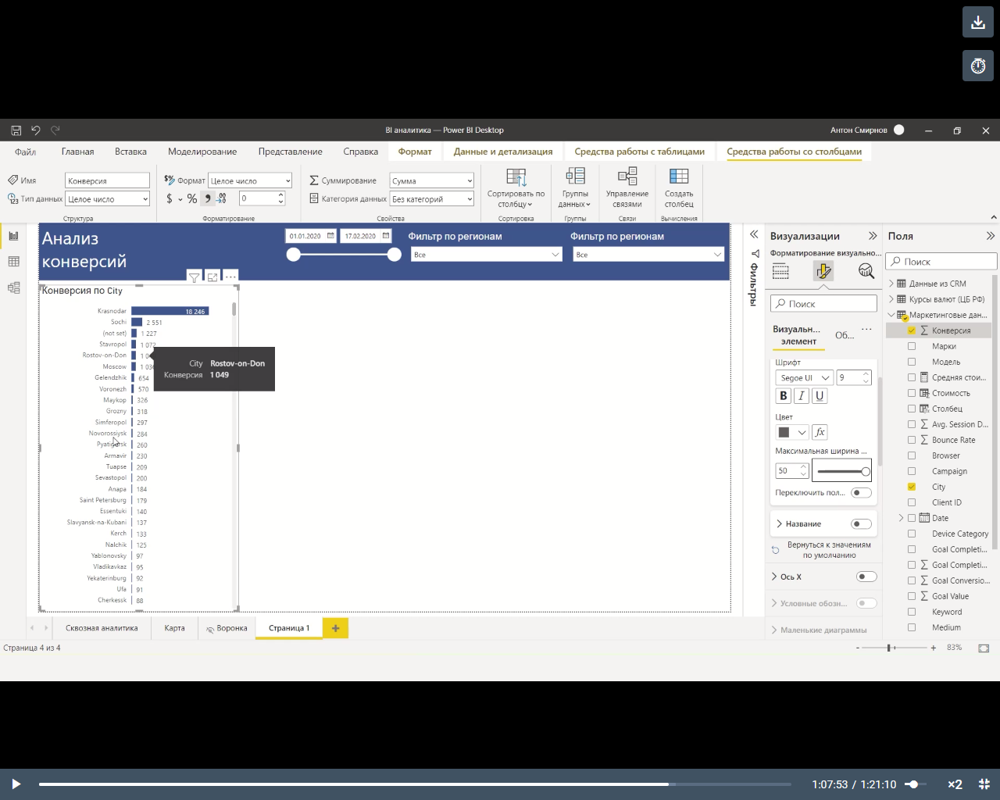 BI аналитика — Power BI Desktop
Антон Смирнов
Файл Главная Вставка Моделирование Представление Справка Формат Данные и детализация Средства работы с таблицами Средства работы со столбцами
Имя Конверсия
Тип данных Целое число
Структура
Формат Целое число
$ % 0
Форматирование
Суммирование Сумма
Категория данных Без категорий
Свойства
Сортировать по столбцу
Сортировка
Группы данных
Группы
Управление связями
Связи
Создать столбец
Вычисления
Анализ
конверсий
01.01.2020 17.02.2020
Фильтр по регионам
Все
Фильтр по регионам
Все
Конверсия по City
Krasnodar 18 246
Sochi 2 551
(not set) 1 227
Stavropol 1 072
Rostov-on-Don
Moscow
Gelendzhik 654
Voronezh 570
Maykop 326
Grozny 318
Simferopol 297
Novorossiysk 284
Pyatigorsk 260
Armavir 230
Tuapse 209
Sevastopol 200
Anapa 184
Saint Petersburg 179
Essentuki 140
Slavyansk-na-Kubani 137
Kerch 133
Nalchik 125
Yablonovsky 97
Vladikavkaz 95
Yekaterinburg 92
Ufa 91
Cherkessk 88
City Rostov-on-Don
Конверсия 1 049
Фильтры
Визуализации
Форматирование визуально...
Поиск
Визуальн... элемент
Об...
Шрифт
Segoe UI 9
B I U
Цвет
fx
Максимальная ширина ...
50
Переключить пол...
Название
Вернуться к значениям
по умолчанию
Ось X
Условные обозн...
Маленькие диаграммы
Поля
Поиск
Данные из CRM
Курсы валют (ЦБ РФ)
Маркетинговые дан...
Конверсия
Марки
Модель
Средняя стои...
Стоимость
Столбец
Avg. Session D...
Bounce Rate
Browser
Campaign
City
Client ID
Date
Device Category
Goal Completi...
Goal Completi...
Goal Conversio...
Goal Value
Keyword
Medium
Сквозная аналитика Карта Воронка Страница 1 +
Страница 4 из 4
- + 83%
1:07:53 / 1:21:10
×2